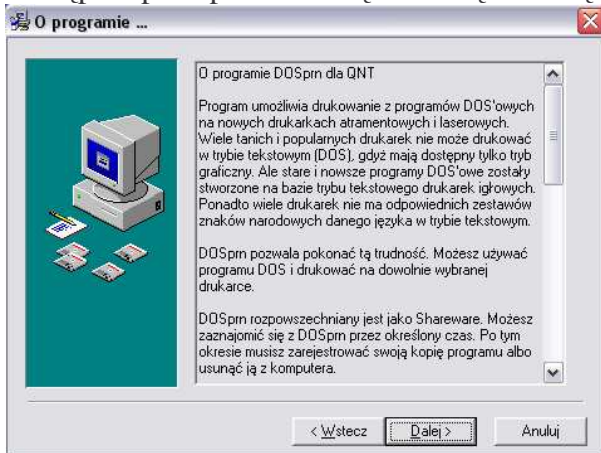 O programie ...
O programie DOSprn dla QNT
Program umożliwia drukowanie z programów DOS'owych
na nowych drukarkach atramentowych i laserowych.
Wiele tanich i popularnych drukarek nie może drukować
w trybie tekstowym (DOS), gdyż mają dostępny tylko tryb
graficzny. Ale stare i nowsze programy DOS'owe zostały
stworzone na bazie trybu tekstowego drukarek igłowych.
Ponadto wiele drukarek nie ma odpowiednich zestawów
znaków narodowych danego języka w trybie tekstowym.
DOSprn pozwala pokonać tą trudność. Możesz używać
programu DOS i drukować na dowolnie wybranej
drukarce.
DOSprn rozpowszechniany jest jako Shareware. Możesz
zaznajomić się z DOSprn przez określony czas. Po tym
okresie musisz zarejestrować swoją kopię programu albo
usunąć ją z komputera.
< Wstecz Dalej > Anuluj